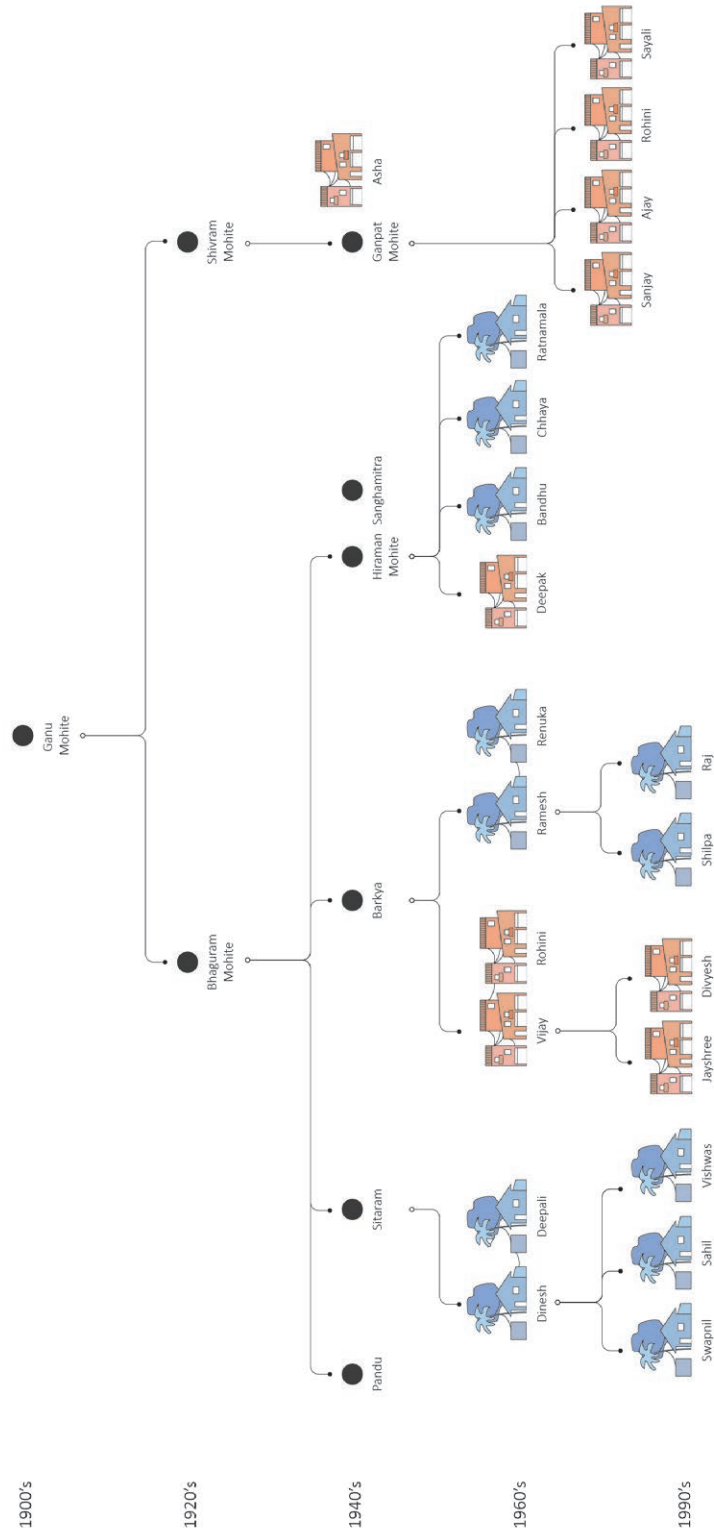 1900's
Ganu
Mohite
1920's
Bhaguram
Mohite
Shivram
Mohite
1940's
Pandu
Sitaram
Barkya
Hiraman
Mohite
Sanghamitra
Ganpat
Mohite
Asha
1960's
Dinesh
Deepali
Vijay
Rohini
Ramesh
Renuka
Deepak
Bandhu
Chhaya
Ratnamala
1990's
Swapnil
Sahil
Vishwas
Jayshree
Divyesh
Shilpa
Raj
Sanjay
Ajay
Rohini
Sayali